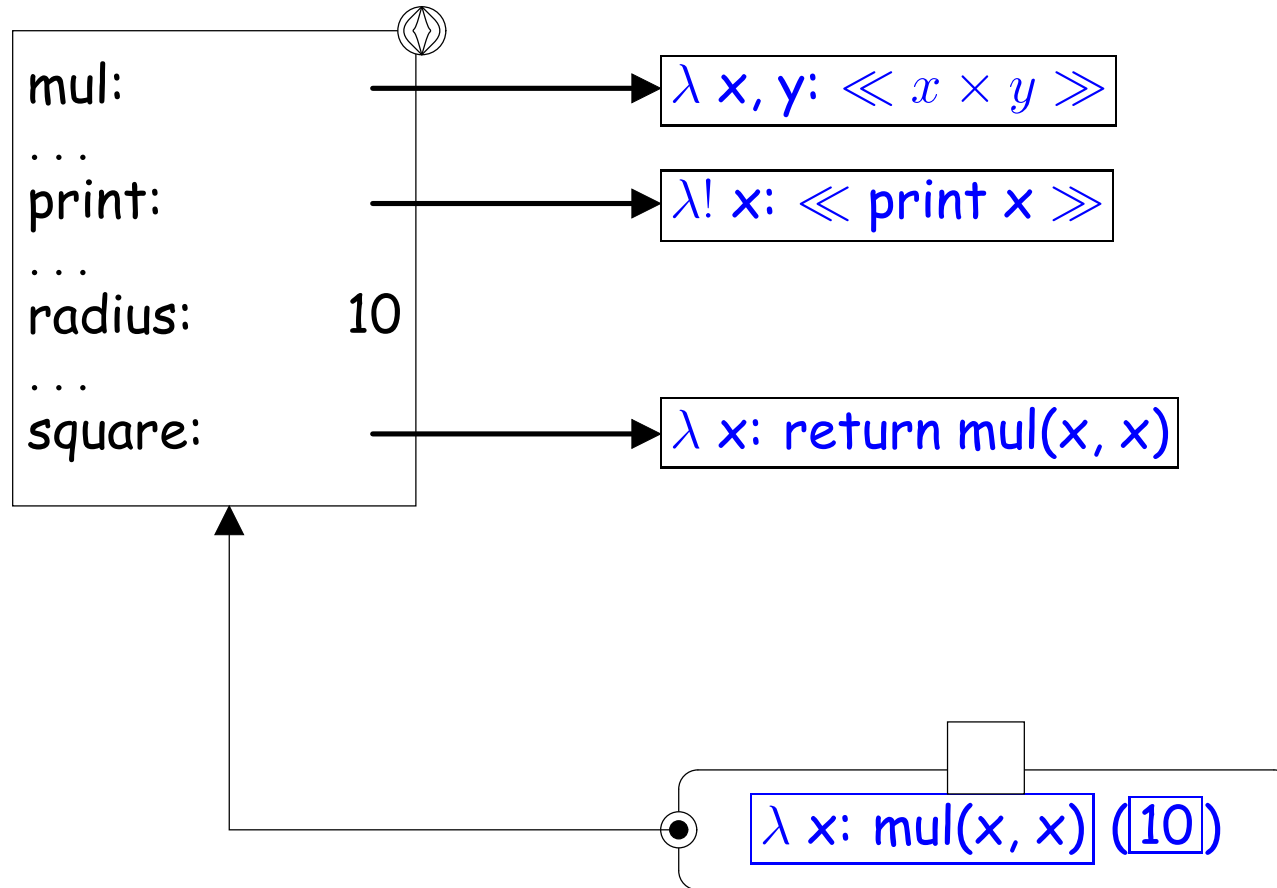 mul: λ x, y: ≪ x × y ≫
. . .
print: λ! x: ≪ print x ≫
. . .
radius: 10
. . .
square: λ x: return mul(x, x)
λ x: mul(x, x) (10)